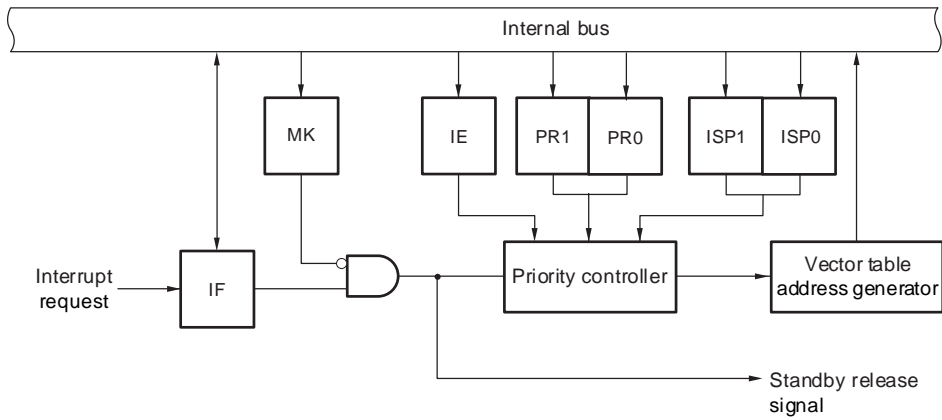 Internal bus
MK
IE
PR1
PR0
ISP1
ISP0
Interrupt
request
IF
Priority controller
Vector table
address generator
Standby release
signal